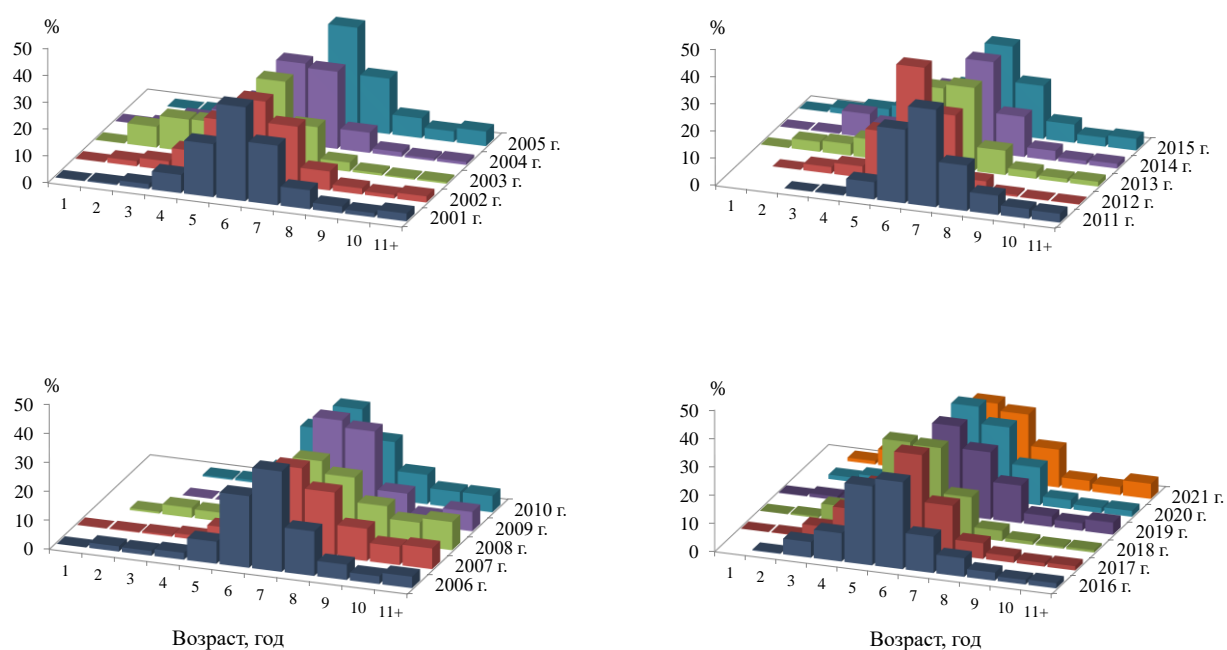 %
50
40
30
20
10
0
1 2 3 4 5 6 7 8 9 10 11+
2005 г.
2004 г.
2003 г.
2002 г.
2001 г.
%
50
40
30
20
10
0
1 2 3 4 5 6 7 8 9 10 11+
2015 г.
2014 г.
2013 г.
2012 г.
2011 г.
%
50
40
30
20
10
0
1 2 3 4 5 6 7 8 9 10 11+
2010 г.
2009 г.
2008 г.
2007 г.
2006 г.
Возраст, год
%
50
40
30
20
10
0
1 2 3 4 5 6 7 8 9 10 11+
2021 г.
2020 г.
2019 г.
2018 г.
2017 г.
2016 г.
Возраст, год